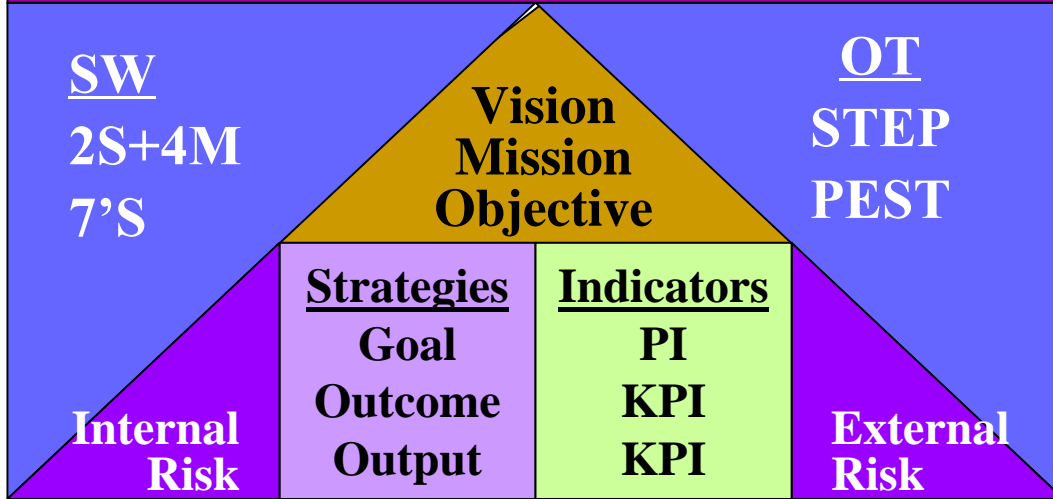 SW
2S+4M
7’S
OT
STEP
PEST
Vision
Mission
Objective
Strategies
Goal
Outcome
Output
Indicators
PI
KPI
KPI
Internal
Risk
External
Risk